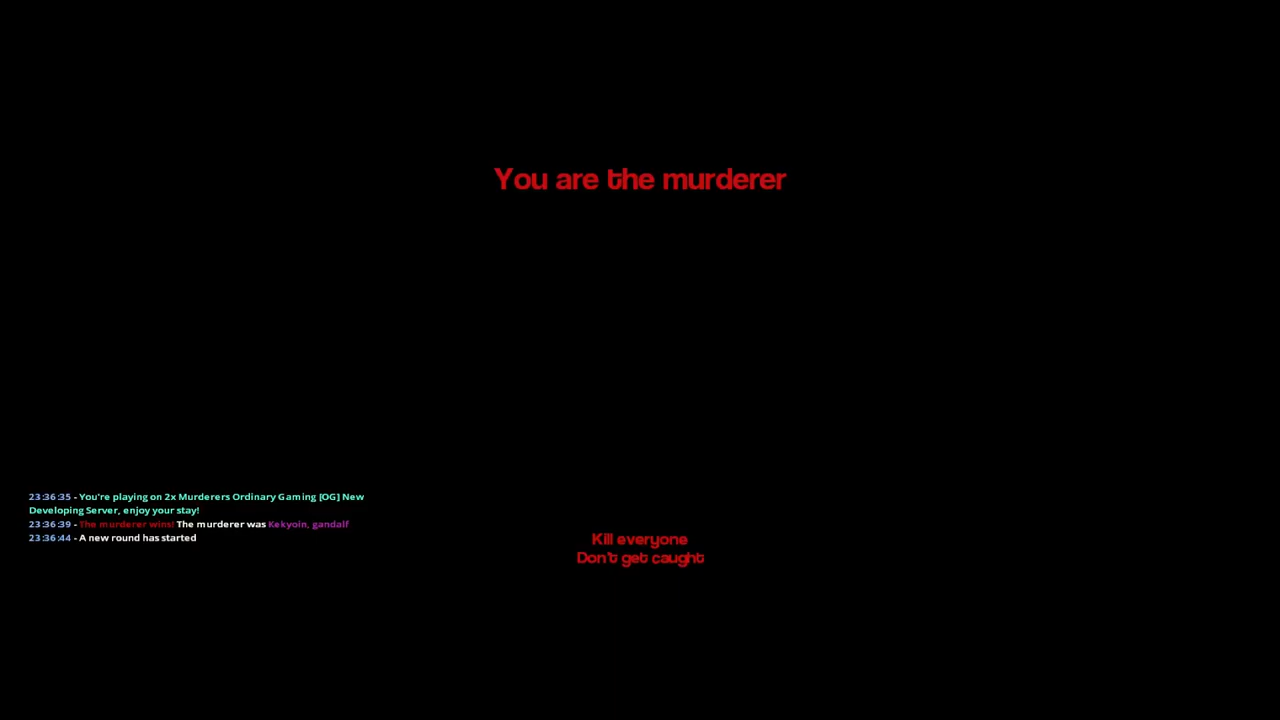 You are the murderer
23:36:35 - You're playing on 2x Murderers Ordinary Gaming [OG] New
Developing Server, enjoy your stay!
23:36:39 - The murderer wins! The murderer was Kekyoin, gandalf
23:36:44 - A new round has started
Kill everyone
Don't get caught